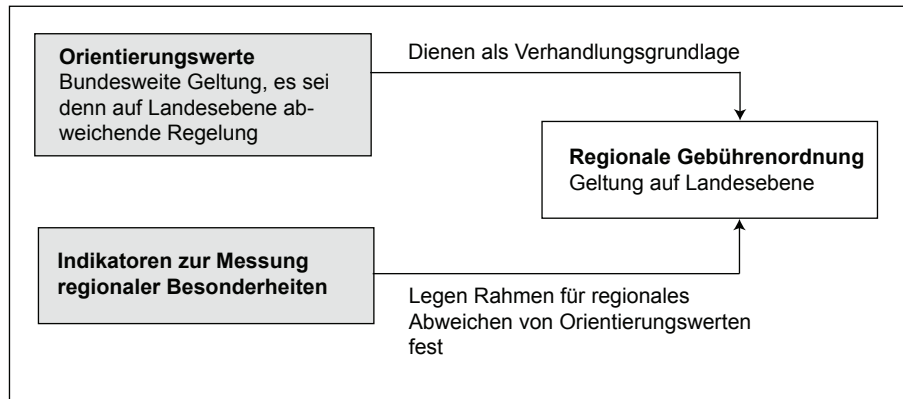 Orientierungswerte
Bundesweite Geltung, es sei
denn auf Landesebene ab-
weichende Regelung
Dienen als Verhandlungsgrundlage
Regionale Gebührenordnung
Geltung auf Landesebene
Indikatoren zur Messung
regionaler Besonderheiten
Legen Rahmen für regionales
Abweichen von Orientierungswerten
fest